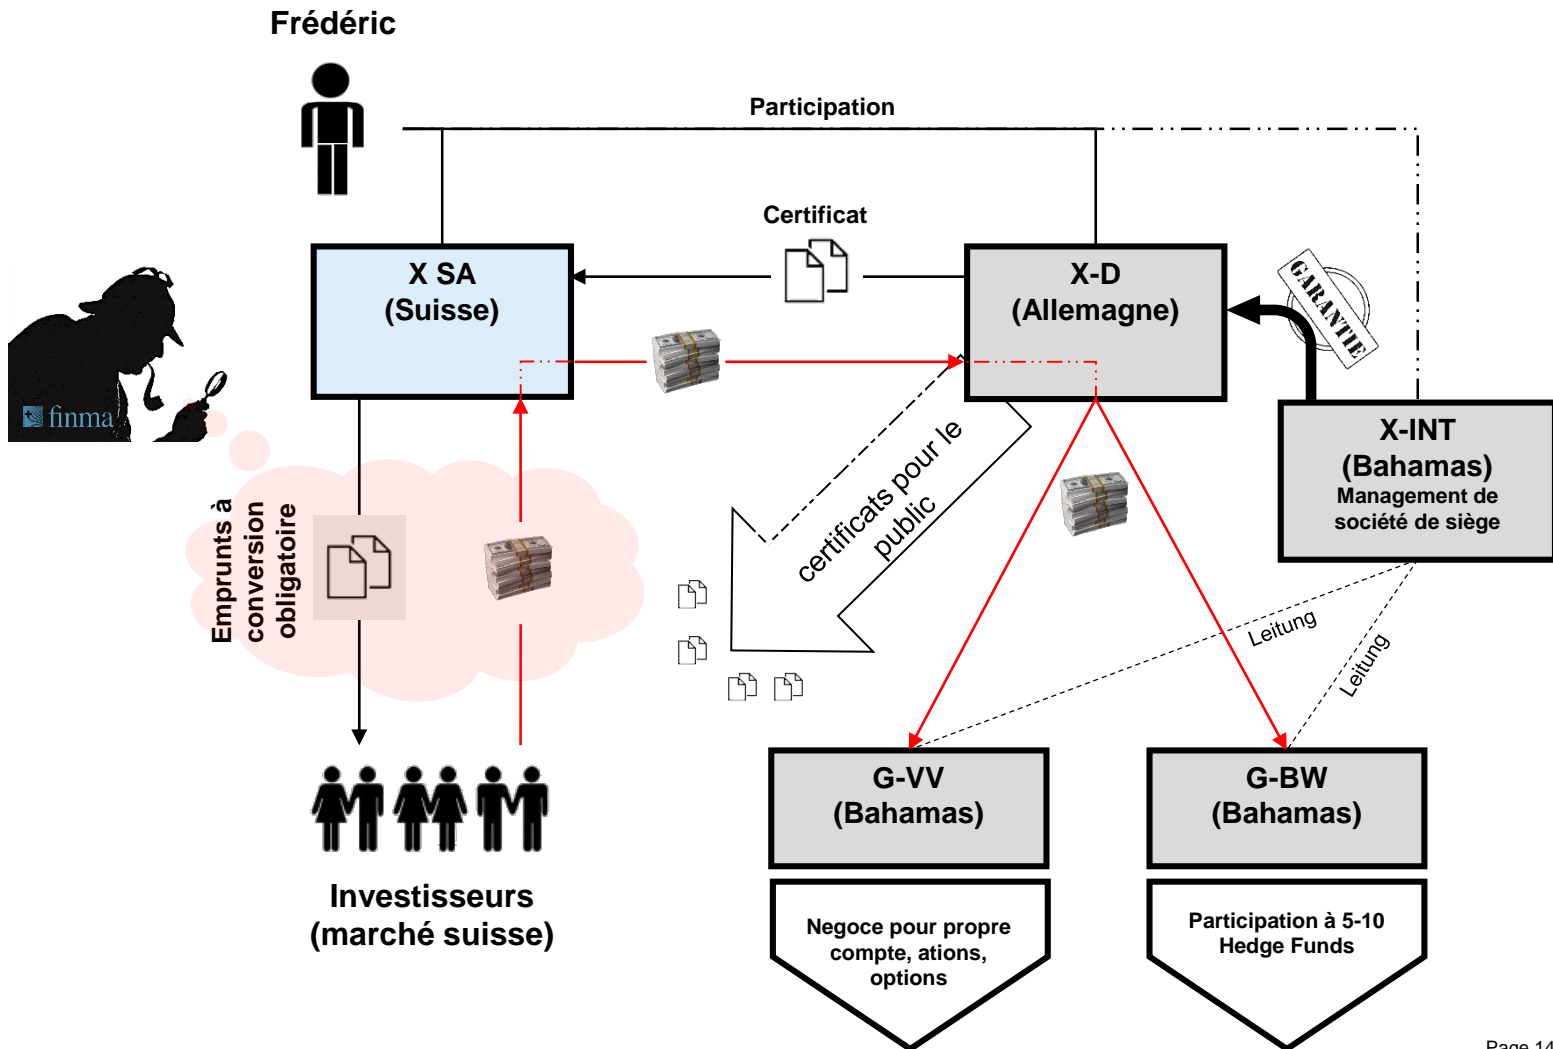 Frédéric
Participation
Certificat
X SA
(Suisse)
X-D
(Allemagne)
GARANTIE
finma
X-INT
(Bahamas)
Management de
société de siège
certificats pour le
public
Emprunts à
conversion
obligatoire
Leitung
Leitung
G-VV
(Bahamas)
G-BW
(Bahamas)
Investisseurs
(marché suisse)
Negoce pour propre
compte, ations,
options
Participation à 5-10
Hedge Funds
Page 14